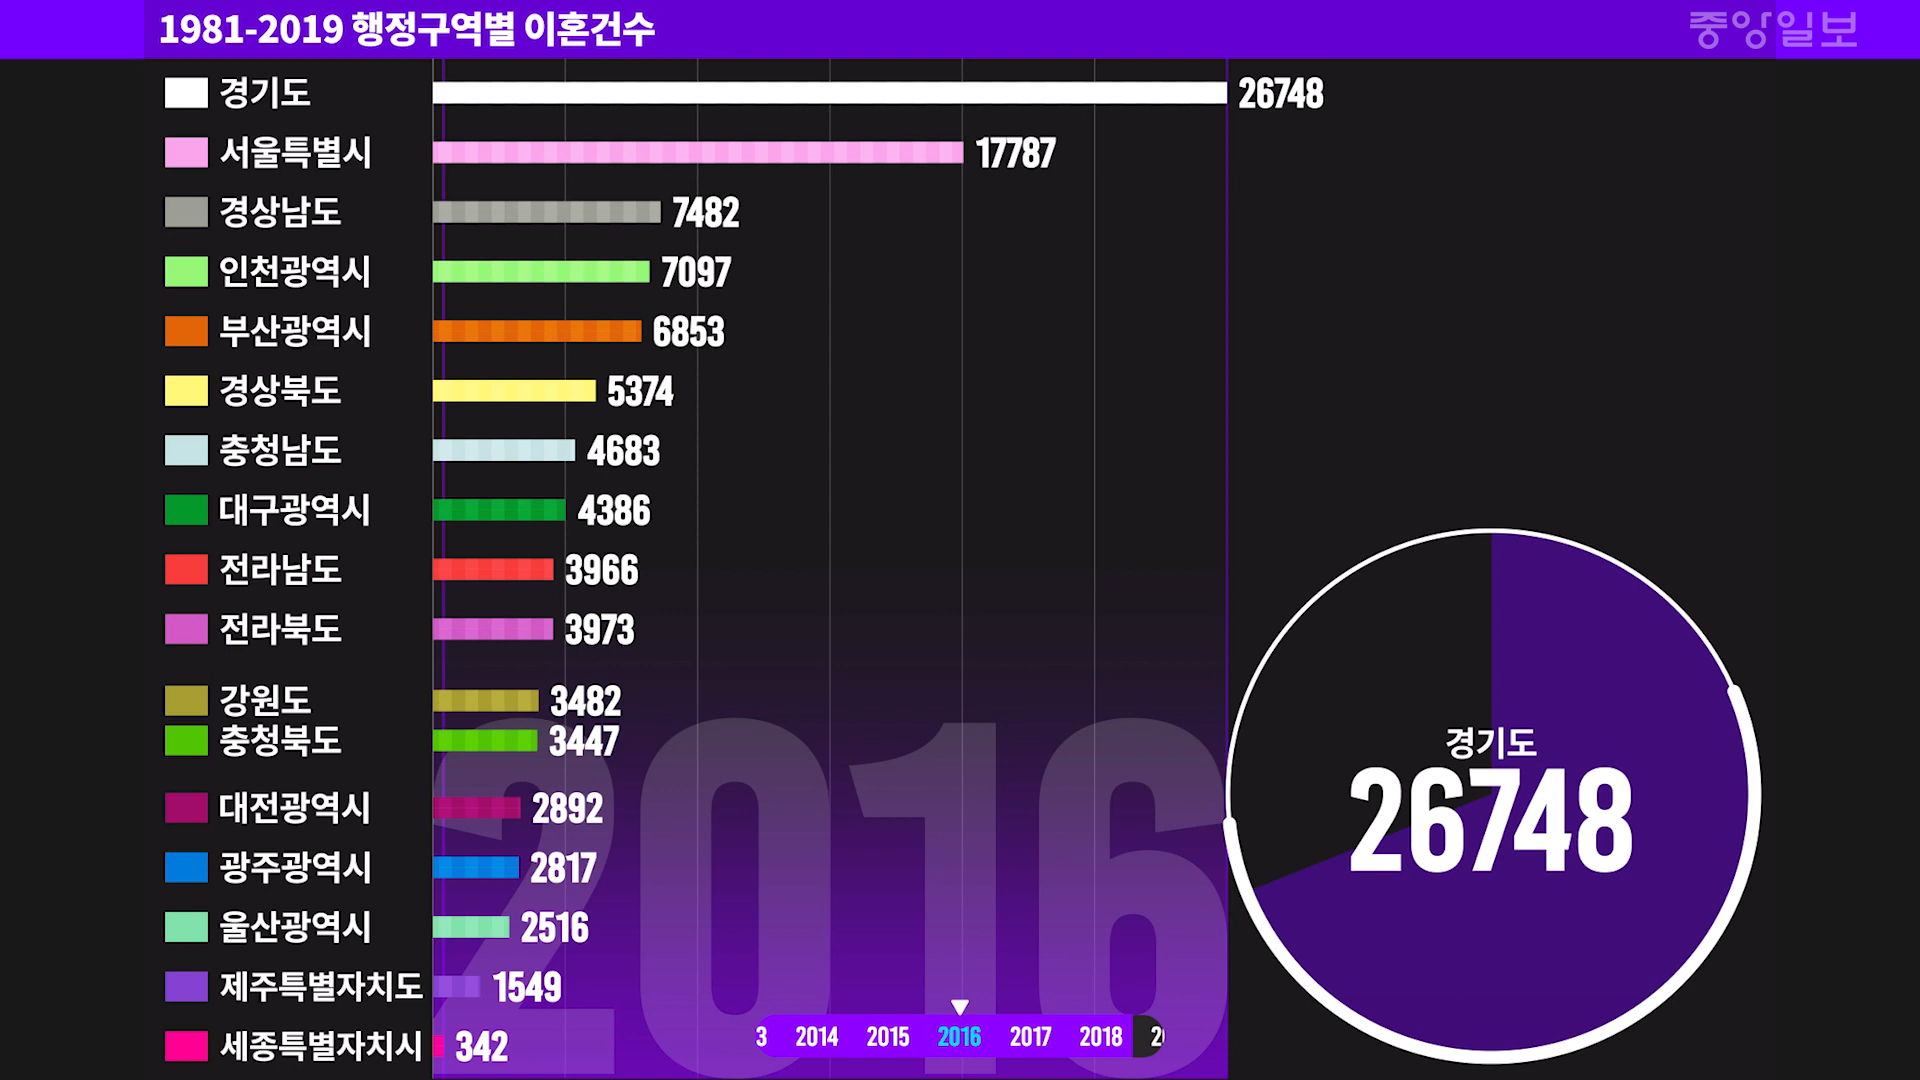 1981-2019 행정구역별 이혼건수
중앙일보
경기도 26748
서울특별시 17787
경상남도 7482
인천광역시 7097
부산광역시 6853
경상북도 5374
충청남도 4683
대구광역시 4386
전라남도 3966
전라북도 3973
강원도 3482
충청북도 3447
대전광역시 2892
광주광역시 2817
울산광역시 2516
제주특별자치도 1549
세종특별자치시 342
2016
3 2014 2015 2016 2017 2018
경기도
26748